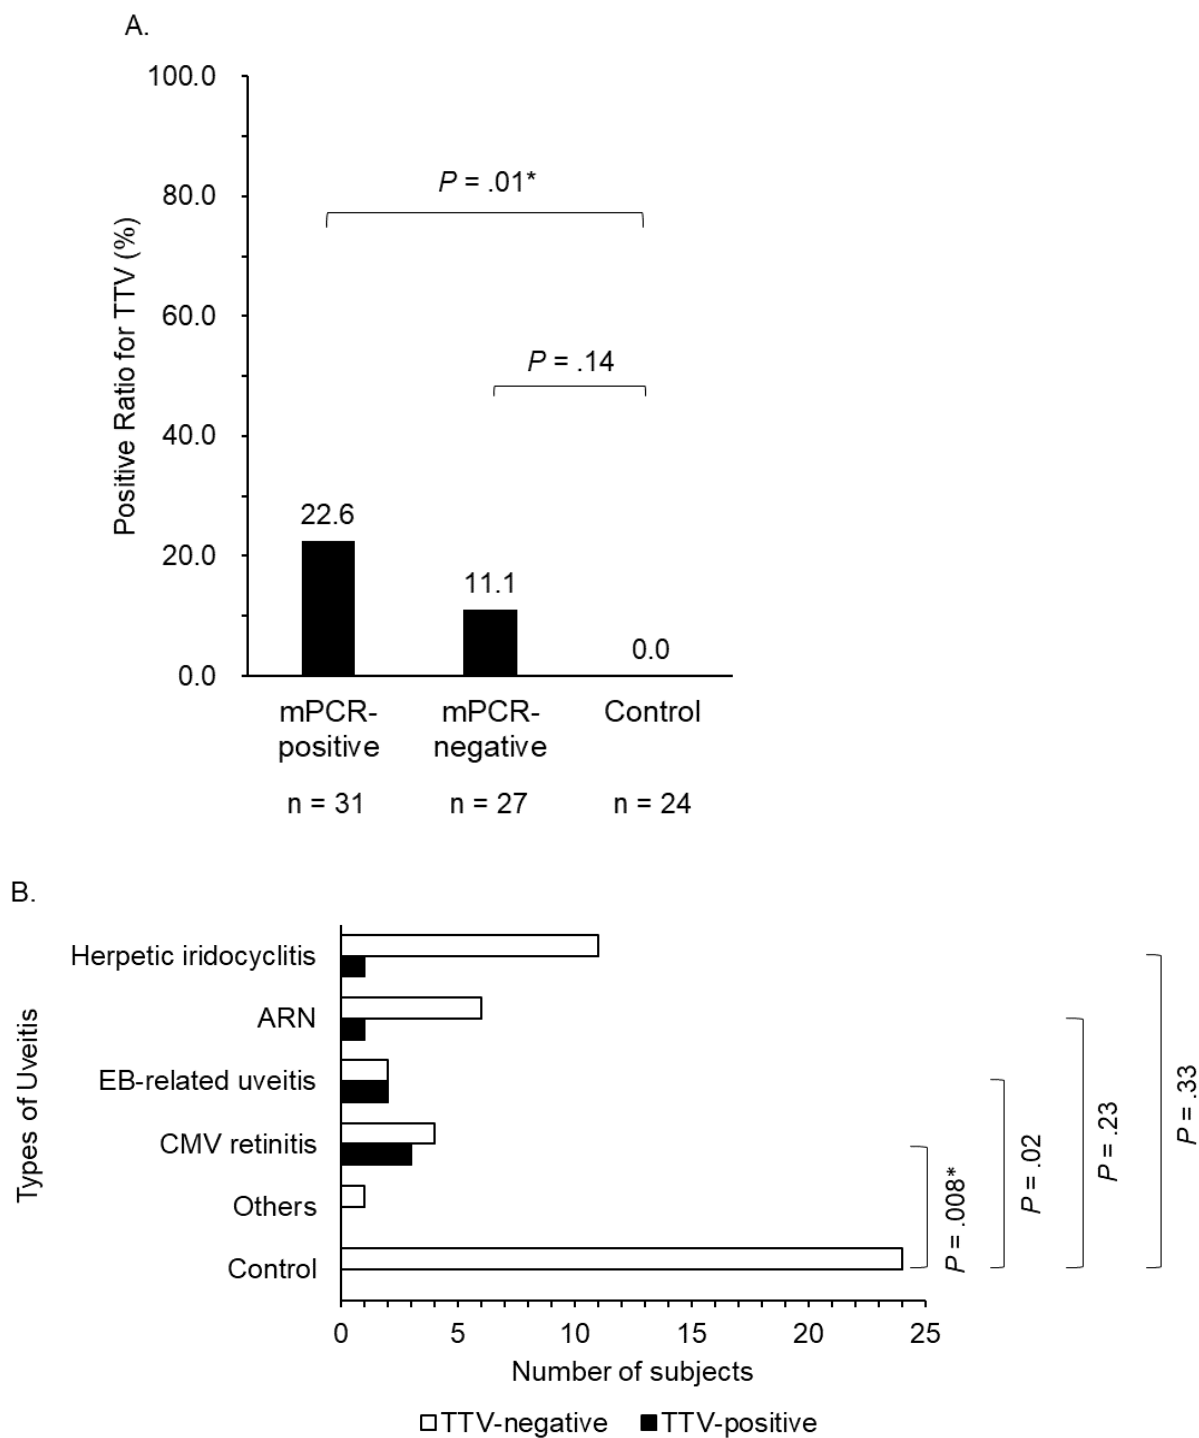 A.
100.0
80.0
60.0
40.0
20.0
0.0
Positive Ratio for TTV (%)
P = .01*
P = .14
22.6
11.1
0.0
mPCR-
positive
mPCR-
negative
Control
n = 31
n = 27
n = 24
B.
Types of Uveitis
Herpetic iridocyclitis
ARN
EB-related uveitis
CMV retinitis
Others
Control
P = .008*
P = .02
P = .23
P = .33
0 5 10 15 20 25
Number of subjects
TTV-negative TTV-positive